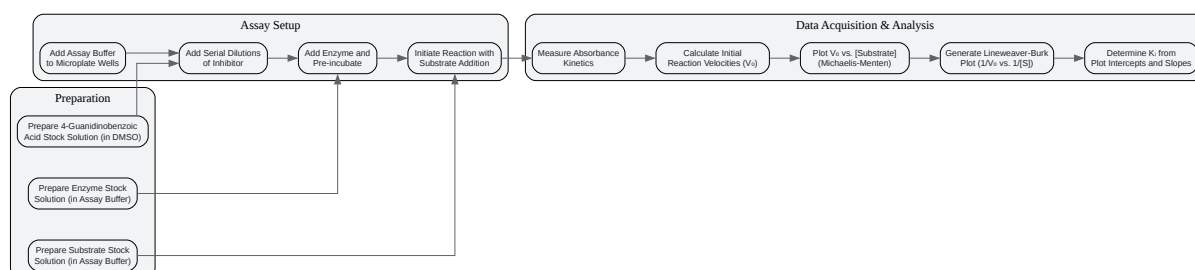 Assay Setup
Add Assay Buffer
to Microplate Wells
Add Serial Dilutions
of Inhibitor
Add Enzyme and
Pre-incubate
Initiate Reaction with
Substrate Addition
Data Acquisition & Analysis
Measure Absorbance
Kinetics
Calculate Initial
Reaction Velocities (V₀)
Plot V₀ vs. [Substrate]
(Michaelis-Menten)
Generate Lineweaver-Burk
Plot (1/V₀ vs. 1/[S])
Determine Kᵢ from
Plot Intercepts and Slopes
Preparation
Prepare 4-Guanidinobenzoic
Acid Stock Solution (in DMSO)
Prepare Enzyme Stock
Solution (in Assay Buffer)
Prepare Substrate Stock
Solution (in Assay Buffer)